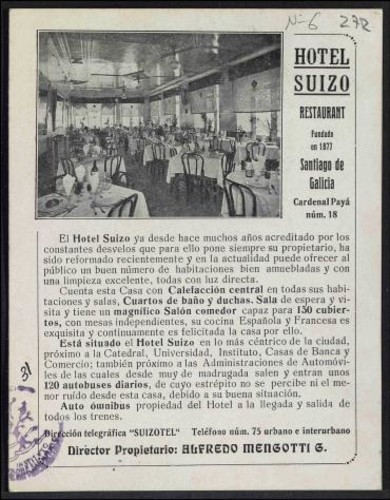 N-6 272
HOTEL
SUIZO
RESTAURANT
Fundado
en 1877
Santiago de
Galicia
Cardenal Payá
núm. 18
El Hotel Suizo ya desde hace muchos años acreditado por los
constantes desvelos que para ello pone siempre su propietario, ha
sido reformado recientemente y en la actualidad puede ofrecer al
público un buen número de habitaciones bien amuebladas y con
una limpieza excelente, todas con luz directa.
Cuenta esta Casa con Calefacción central en todas sus habi-
taciones y salas, Cuartos de baño y duchas. Sala de espera y vi-
sita y tiene un magnífico Salón comedor capaz para 150 cubier-
tos, con mesas independientes, su cocina Española y Francesa es
exquisita y continuamente es felicitada la casa por ello.
Está situado el Hotel Suizo en lo más céntrico de la ciudad,
próximo a la Catedral, Universidad, Instituto, Casas de Banca y
Comercio; también próximo a las Administraciones de Automóvi-
les de las cuales desde muy de madrugada salen y entran unos
120 autobuses diarios, de cuyo estrépito no se percibe ni el me-
nor ruído desde esta casa, debido a su buena situación.
Auto ómnibus propiedad del Hotel a la llegada y salida de
todos los trenes.
31
Dirección telegráfica "SUIZOTEL" Teléfono núm. 75 urbano e interurbano
Director Propietario: ALFREDO MENGOTTI G.